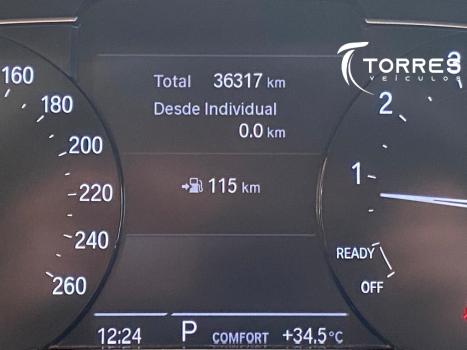 TORRES
VEÍCULOS
Total 36317 km
Desde Individual
0.0 km
115 km
160
180
200
220
240
260
3
2
1
READY
OFF
12:24 P COMFORT +34.5°C